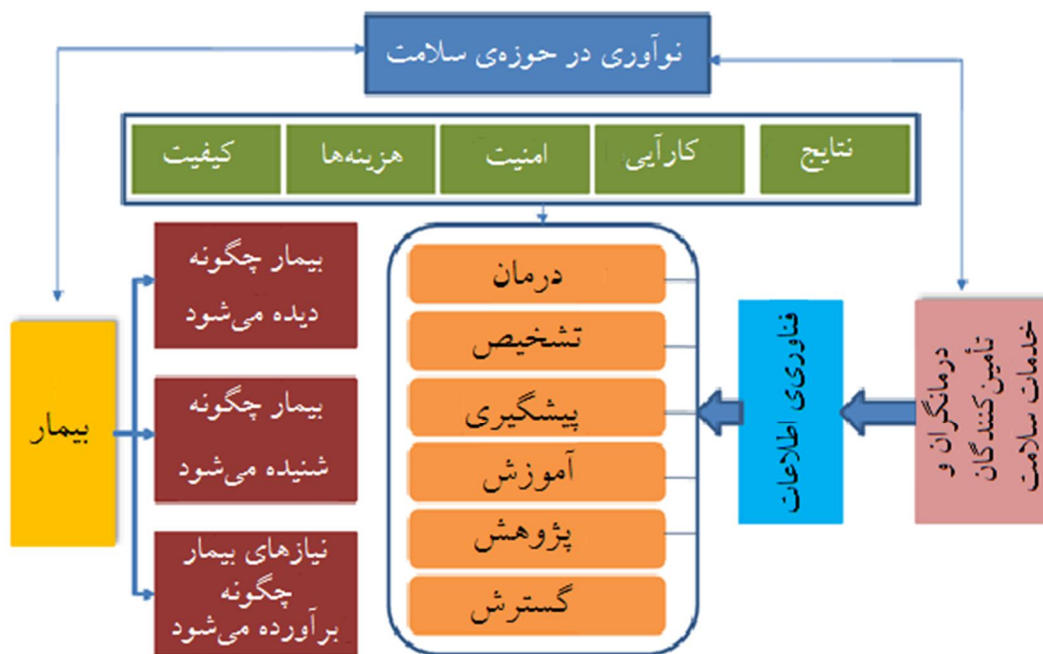 نوآوری در حوزه‌ی سلامت
نتایج
کارآیی
امنیت
هزینه‌ها
کیفیت
درمانگران و
تأمین‌کنندگان
خدمات سلامت
فناوری‌ی اطلاعات
درمان
تشخیص
پیشگیری
آموزش
پژوهش
گسترش
بیمار چگونه
دیده می‌شود
بیمار چگونه
شنیده می‌شود
نیازهای بیمار
چگونه
برآورده می‌شود
بیمار